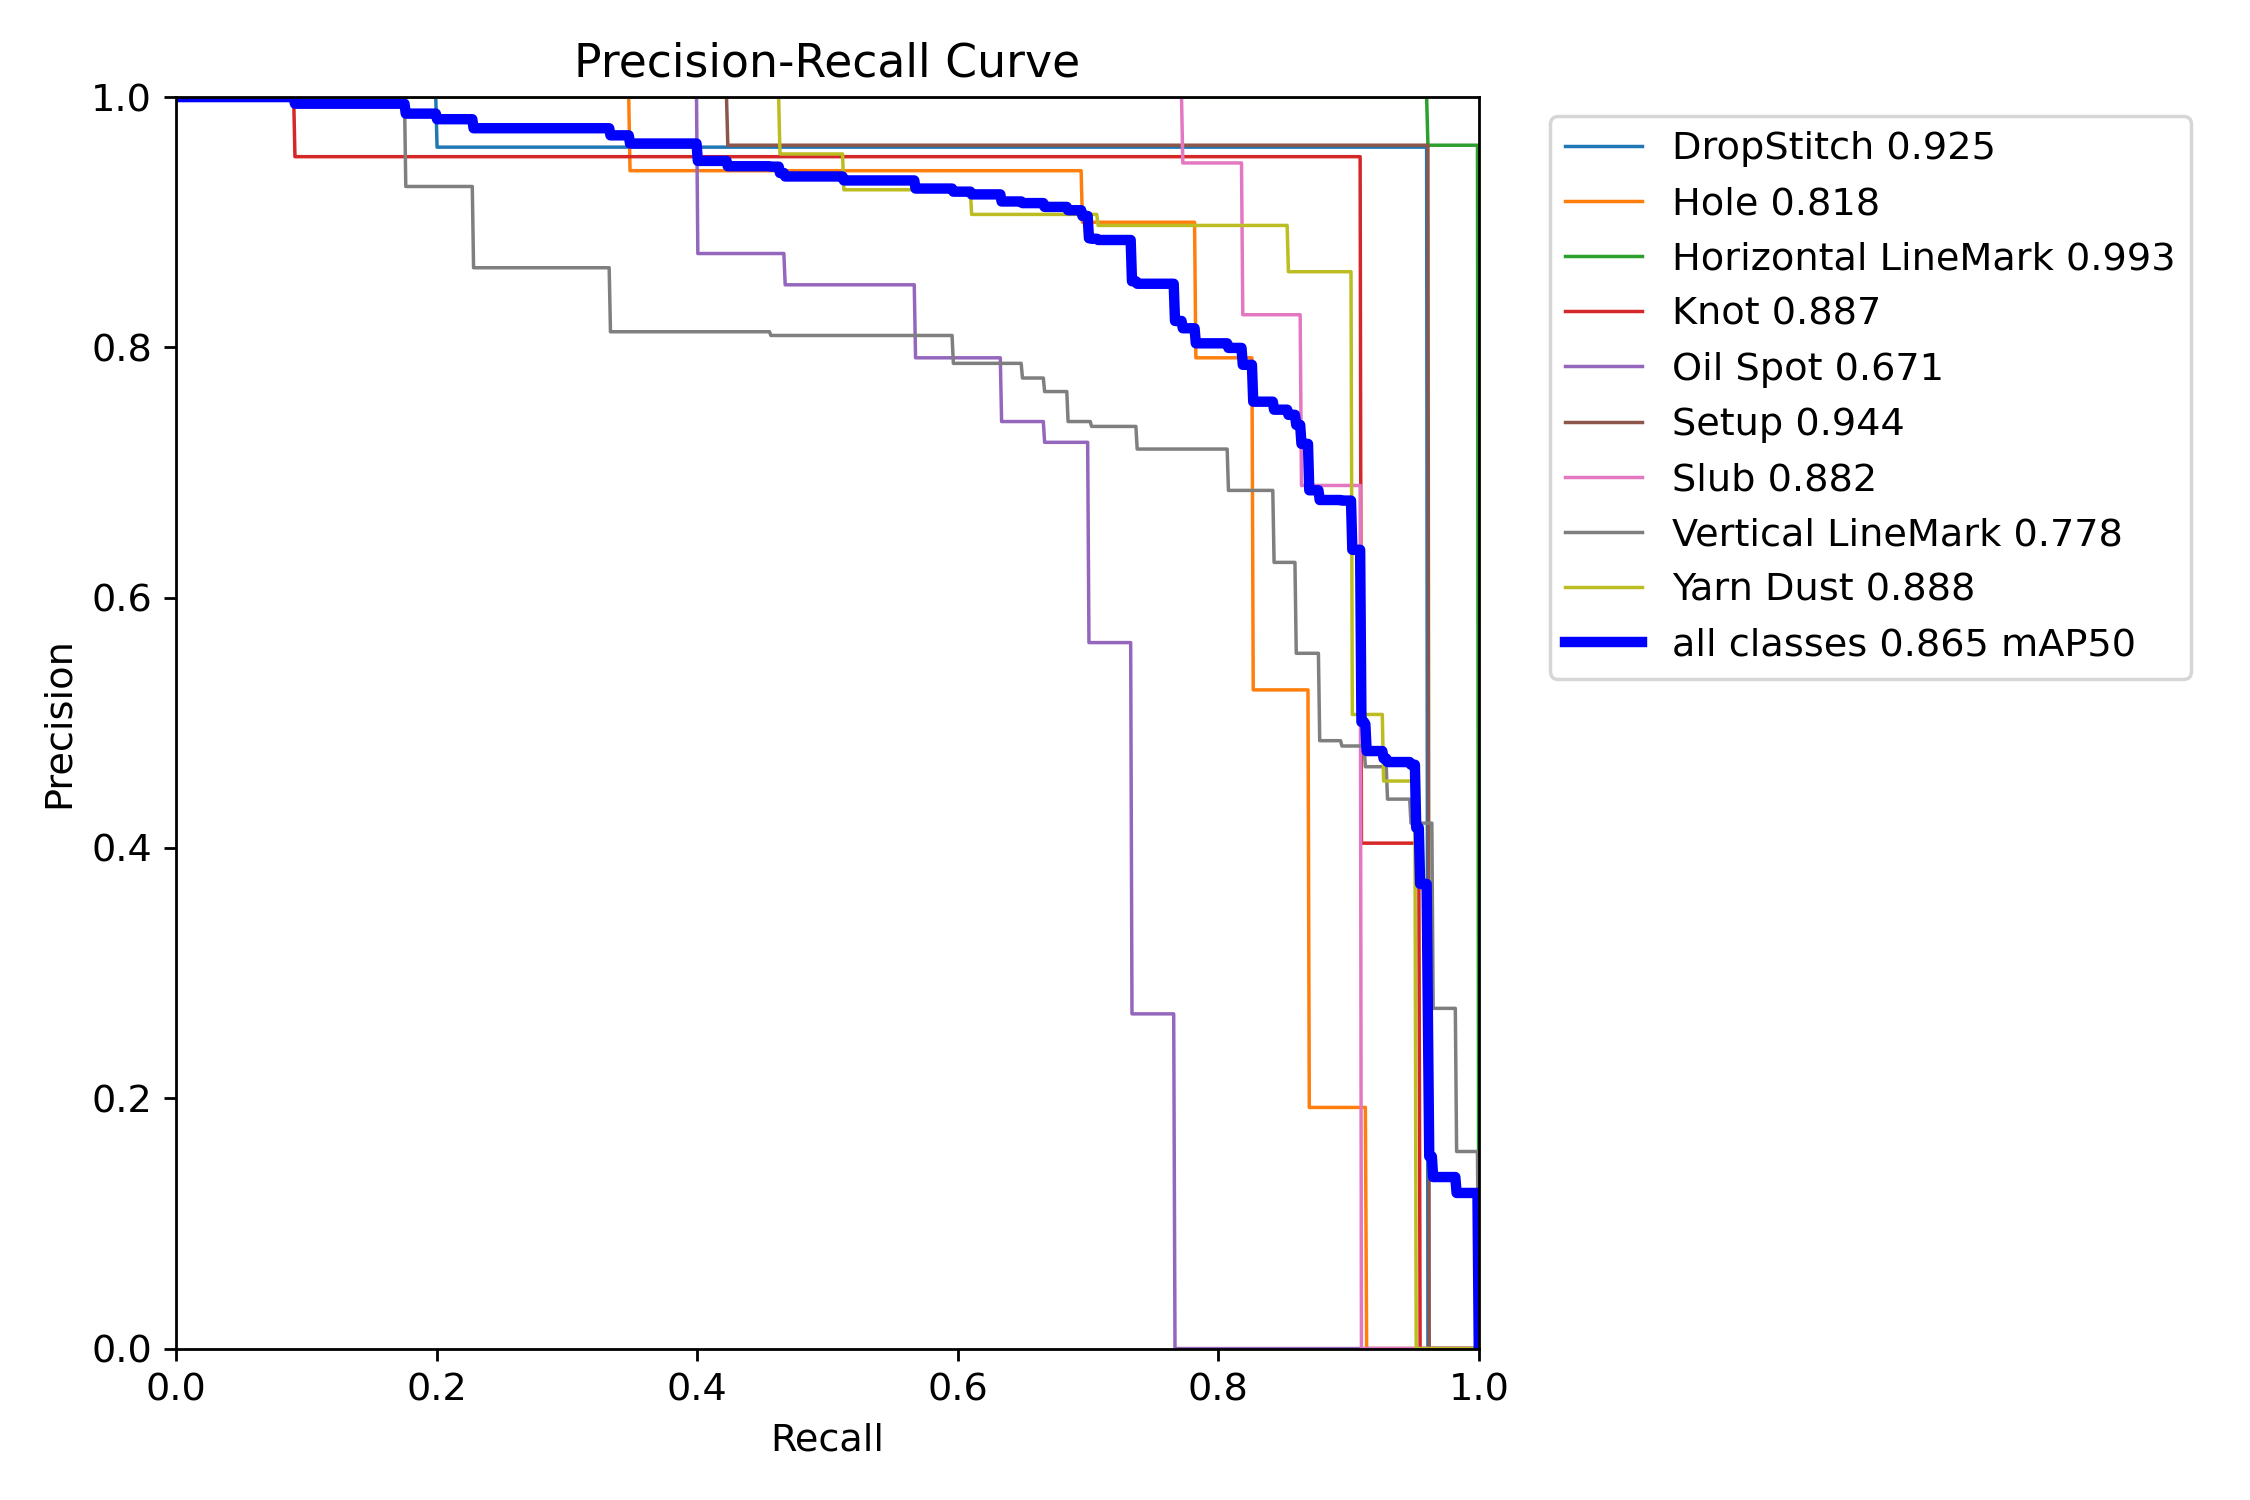 Precision-Recall Curve
1.0
0.8
0.6
0.4
0.2
0.0
Precision
0.0 0.2 0.4 0.6 0.8 1.0
Recall
DropStitch 0.925
Hole 0.818
Horizontal LineMark 0.993
Knot 0.887
Oil Spot 0.671
Setup 0.944
Slub 0.882
Vertical LineMark 0.778
Yarn Dust 0.888
all classes 0.865 mAP50